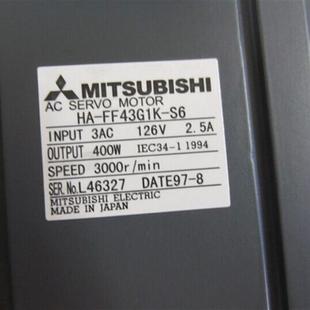 MITSUBISHI
AC SERVO MOTOR
HA-FF43G1K-S6
INPUT 3AC 126V 2.5A
OUTPUT 400W IEC34-1 1994
SPEED 3000r/min
SER.No.L46327 DATE97-8
MITSUBISHI ELECTRIC
MADE IN JAPAN